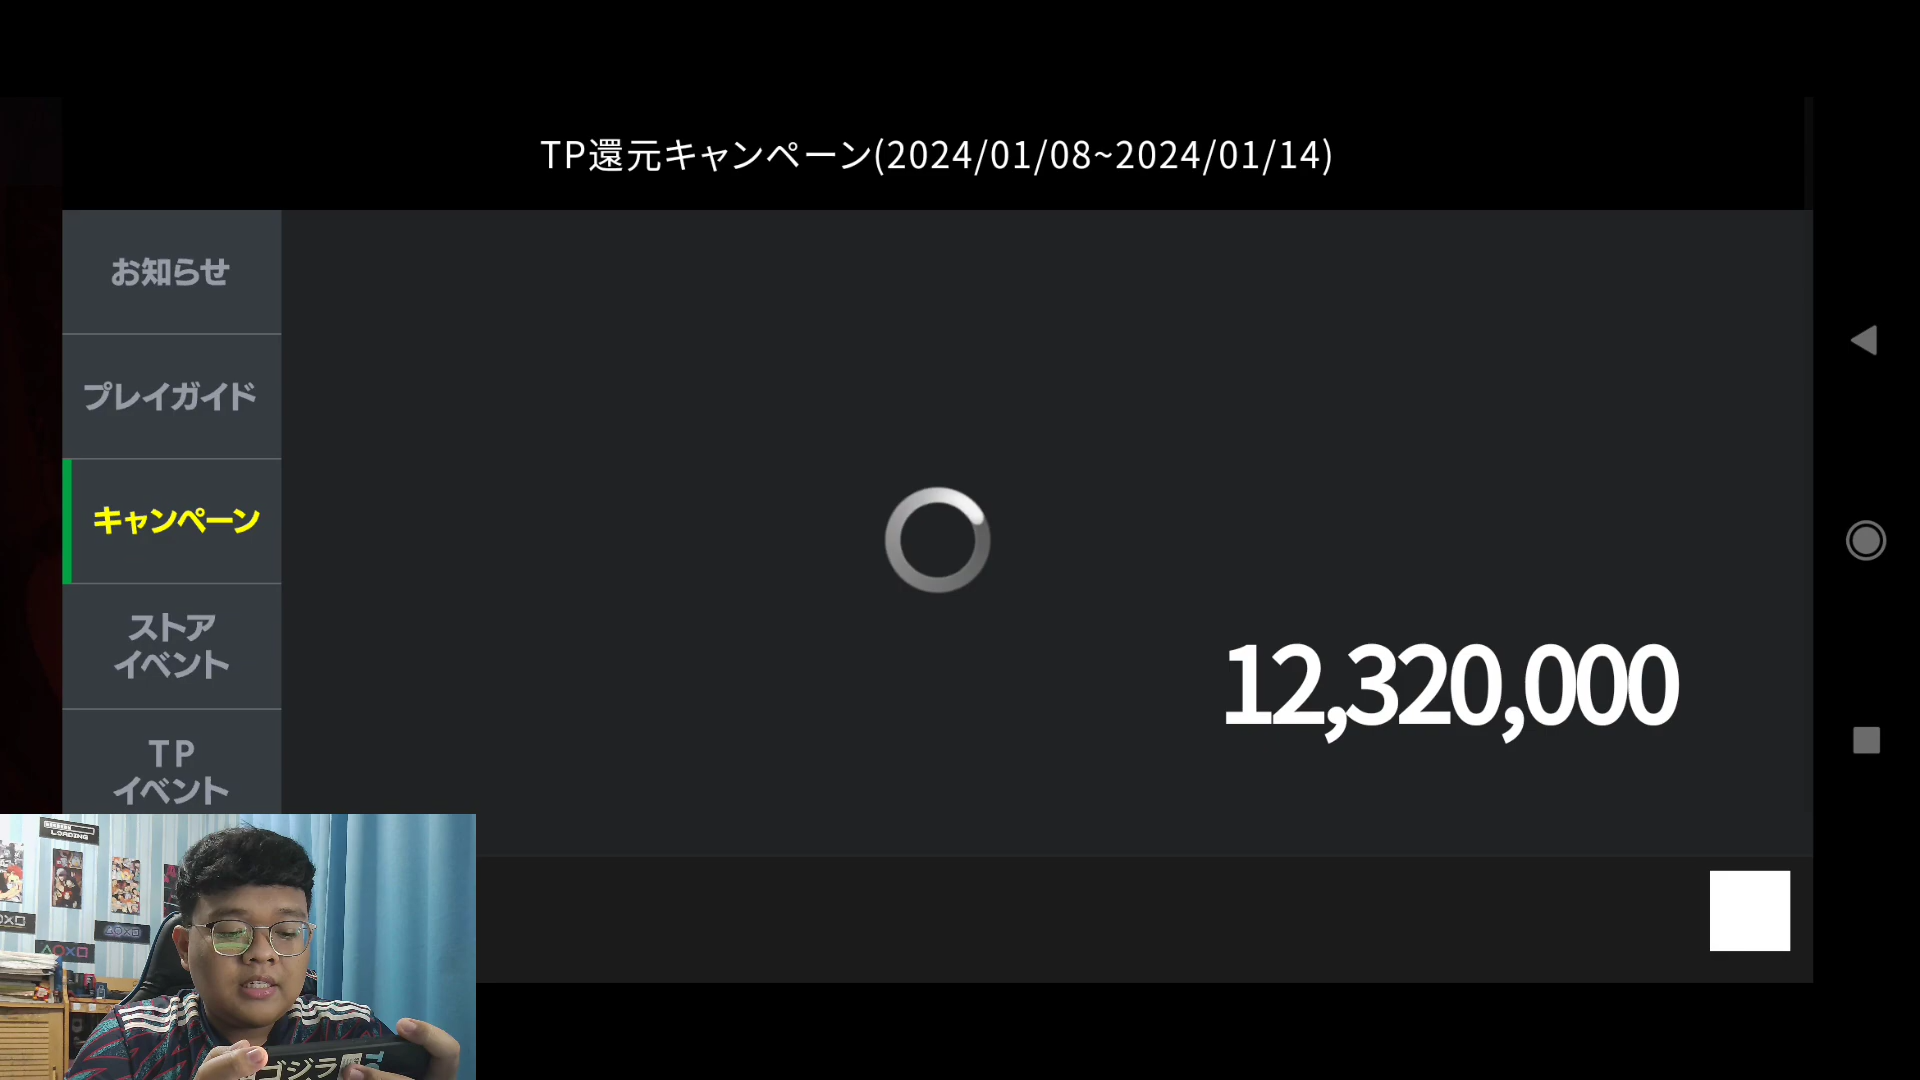 TP還元キャンペーン(2024/01/08~2024/01/14)
お知らせ
プレイガイド
キャンペーン
ストア
イベント
TP
イベント
12,320,000
LOADING
ゴジラ